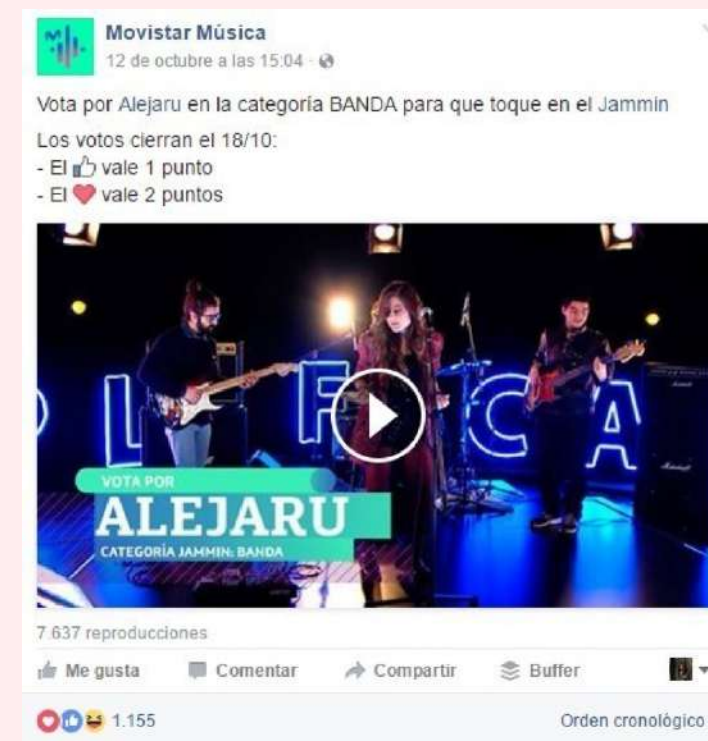 Movistar Música
12 de octubre a las 15:04
Vota por Alejaru en la categoría BANDA para que toque en el Jammin
Los votos cierran el 18/10:
- El 👍 vale 1 punto
- El ❤️ vale 2 puntos
VOTA POR
ALEJARU
CATEGORÍA JAMMIN: BANDA
7.637 reproducciones
Me gusta Comentar Compartir Buffer
1.155 Orden cronológico